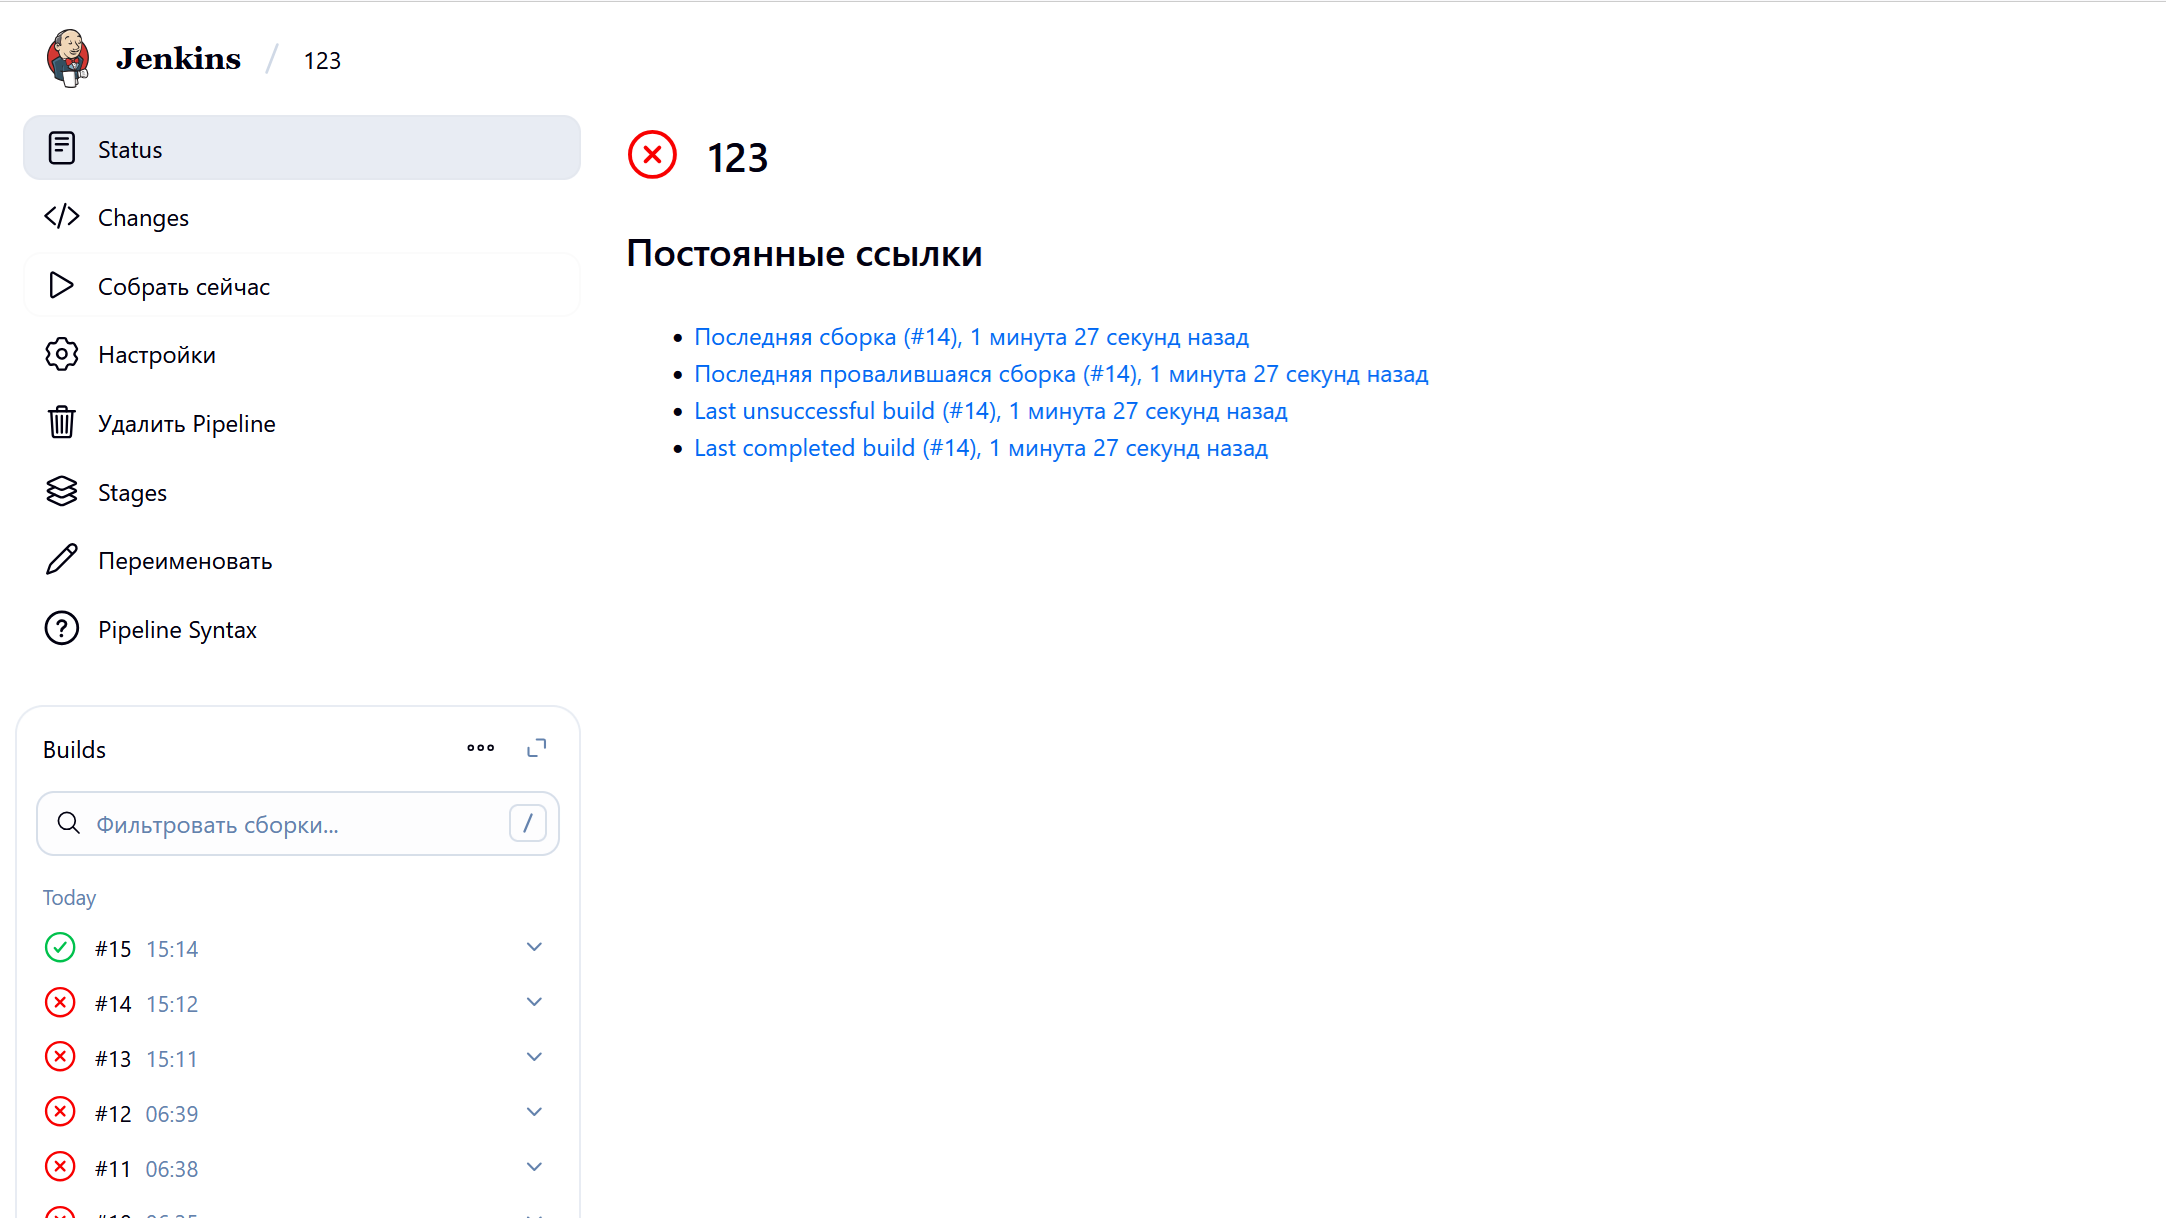 Jenkins / 123
Status
Changes
Собрать сейчас
Настройки
Удалить Pipeline
Stages
Переименовать
Pipeline Syntax
123
Постоянные ссылки
Последняя сборка (#14), 1 минута 27 секунд назад
Последняя провалившаяся сборка (#14), 1 минута 27 секунд назад
Last unsuccessful build (#14), 1 минута 27 секунд назад
Last completed build (#14), 1 минута 27 секунд назад
Builds
Фильтровать сборки... /
Today
#15 15:14
#14 15:12
#13 15:11
#12 06:39
#11 06:38